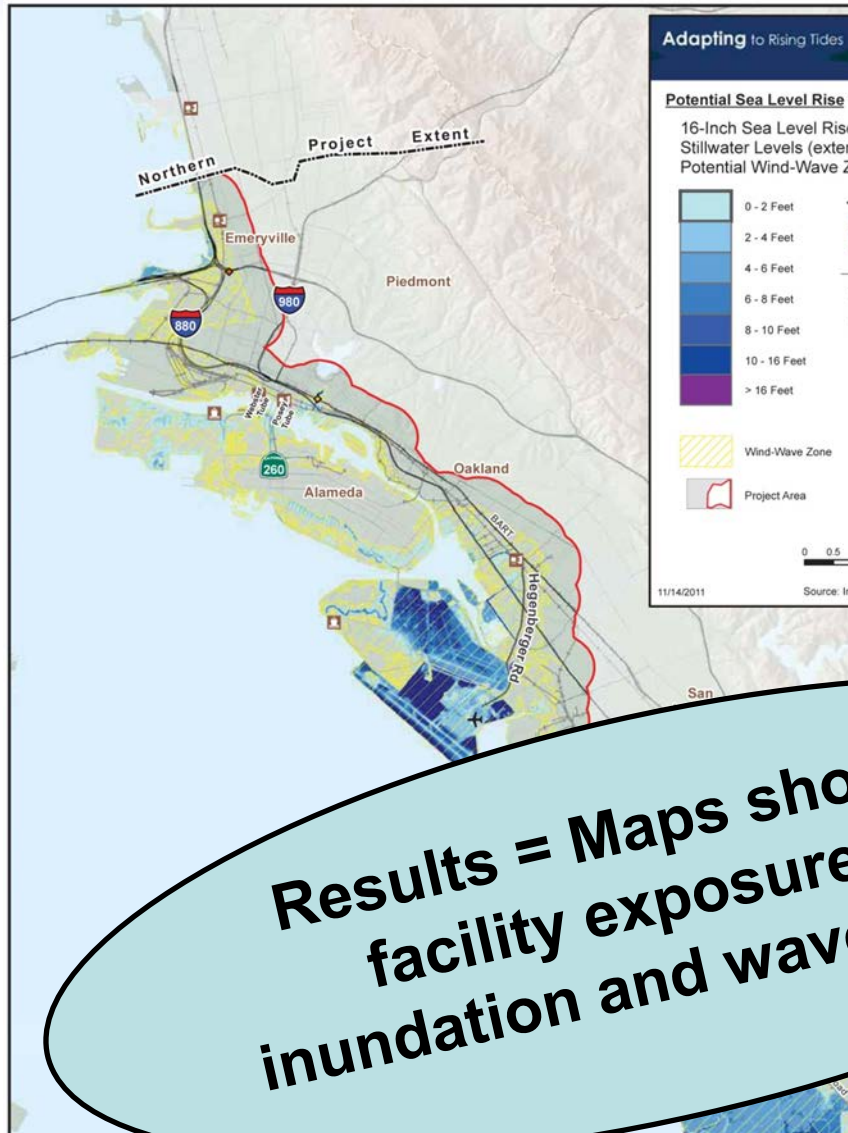 Adapting to Rising Tides
Potential Sea Level Rise
16-Inch Sea Level Rise
Stillwater Levels
Potential Wind-Wave
0 - 2 Feet
2 - 4 Feet
4 - 6 Feet
6 - 8 Feet
8 - 10 Feet
10 - 16 Feet
> 16 Feet
Wind-Wave Zone
Project Area
0 0.5
11/14/2011
Source:
Northern Project Extent
Emeryville
Piedmont
980
880
Webster Tube
Posey Tube
260
Alameda
Oakland
BART
Hegenberger Rd
San
Results = Maps
facility exposure
inundation and